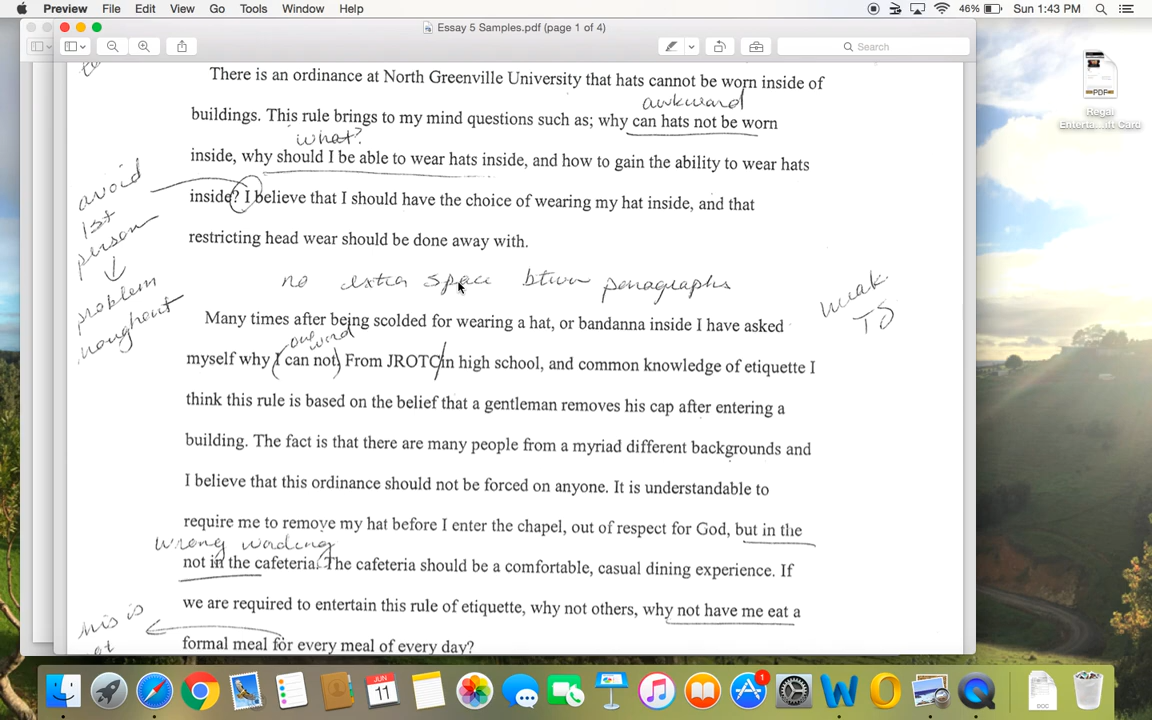 Preview File Edit View Go Tools Window Help 46% Sun 1:43 PM
Essay 5 Samples.pdf (page 1 of 4)
Search
There is an ordinance at North Greenville University that hats cannot be worn inside of
awkward
buildings. This rule brings to my mind questions such as; why can hats not be worn
what?
inside, why should I be able to wear hats inside, and how to gain the ability to wear hats
inside? I believe that I should have the choice of wearing my hat inside, and that
restricting head wear should be done away with.
avoid
1st
person
problem
throughout
no extra space btwn paragraphs
weak
TS
Many times after being scolded for wearing a hat, or bandanna inside I have asked
one word
myself why I can not. From JROTC in high school, and common knowledge of etiquette I
think this rule is based on the belief that a gentleman removes his cap after entering a
building. The fact is that there are many people from a myriad different backgrounds and
I believe that this ordinance should not be forced on anyone. It is understandable to
require me to remove my hat before I enter the chapel, out of respect for God, but in the
wrong wording
not in the cafeteria. The cafeteria should be a comfortable, casual dining experience. If
we are required to entertain this rule of etiquette, why not others, why not have me eat a
this is
formal meal for every meal of every day?
PDF
Regal
Enterta...ift Card
JUN
11
1
DOC